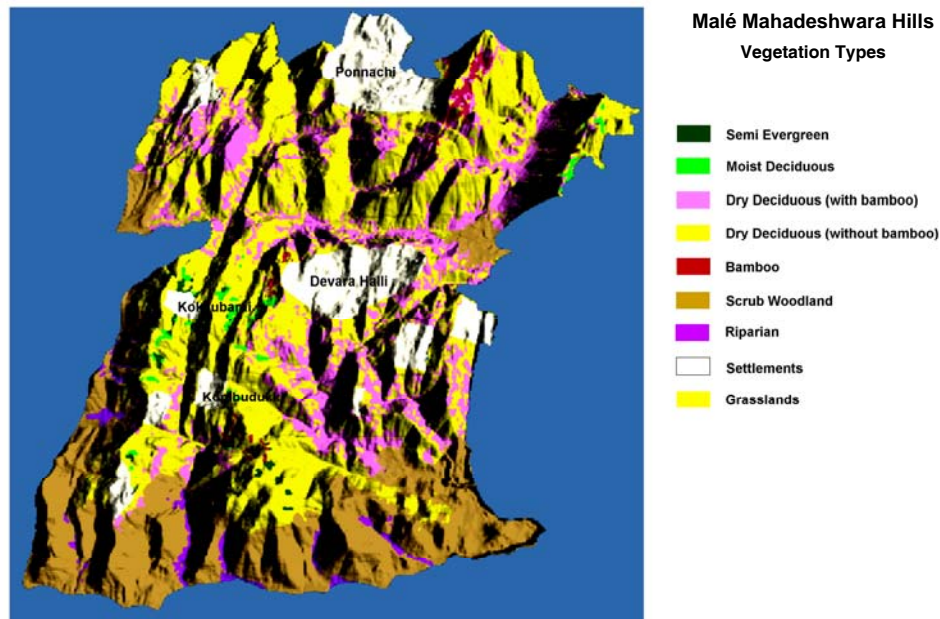 Malé Mahadeshwara Hills
Vegetation Types
Ponnachi
Devara Halli
Semi Evergreen
Moist Deciduous
Dry Deciduous (with bamboo)
Dry Deciduous (without bamboo)
Bamboo
Scrub Woodland
Riparian
Settlements
Grasslands